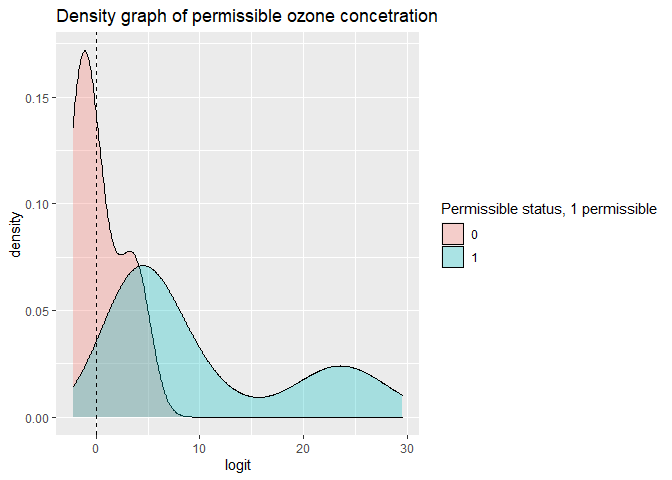 Density graph of permissible ozone concetration
density
0.15
0.10
0.05
0.00
0
10
20
30
logit
Permissible status, 1 permissible
0
1